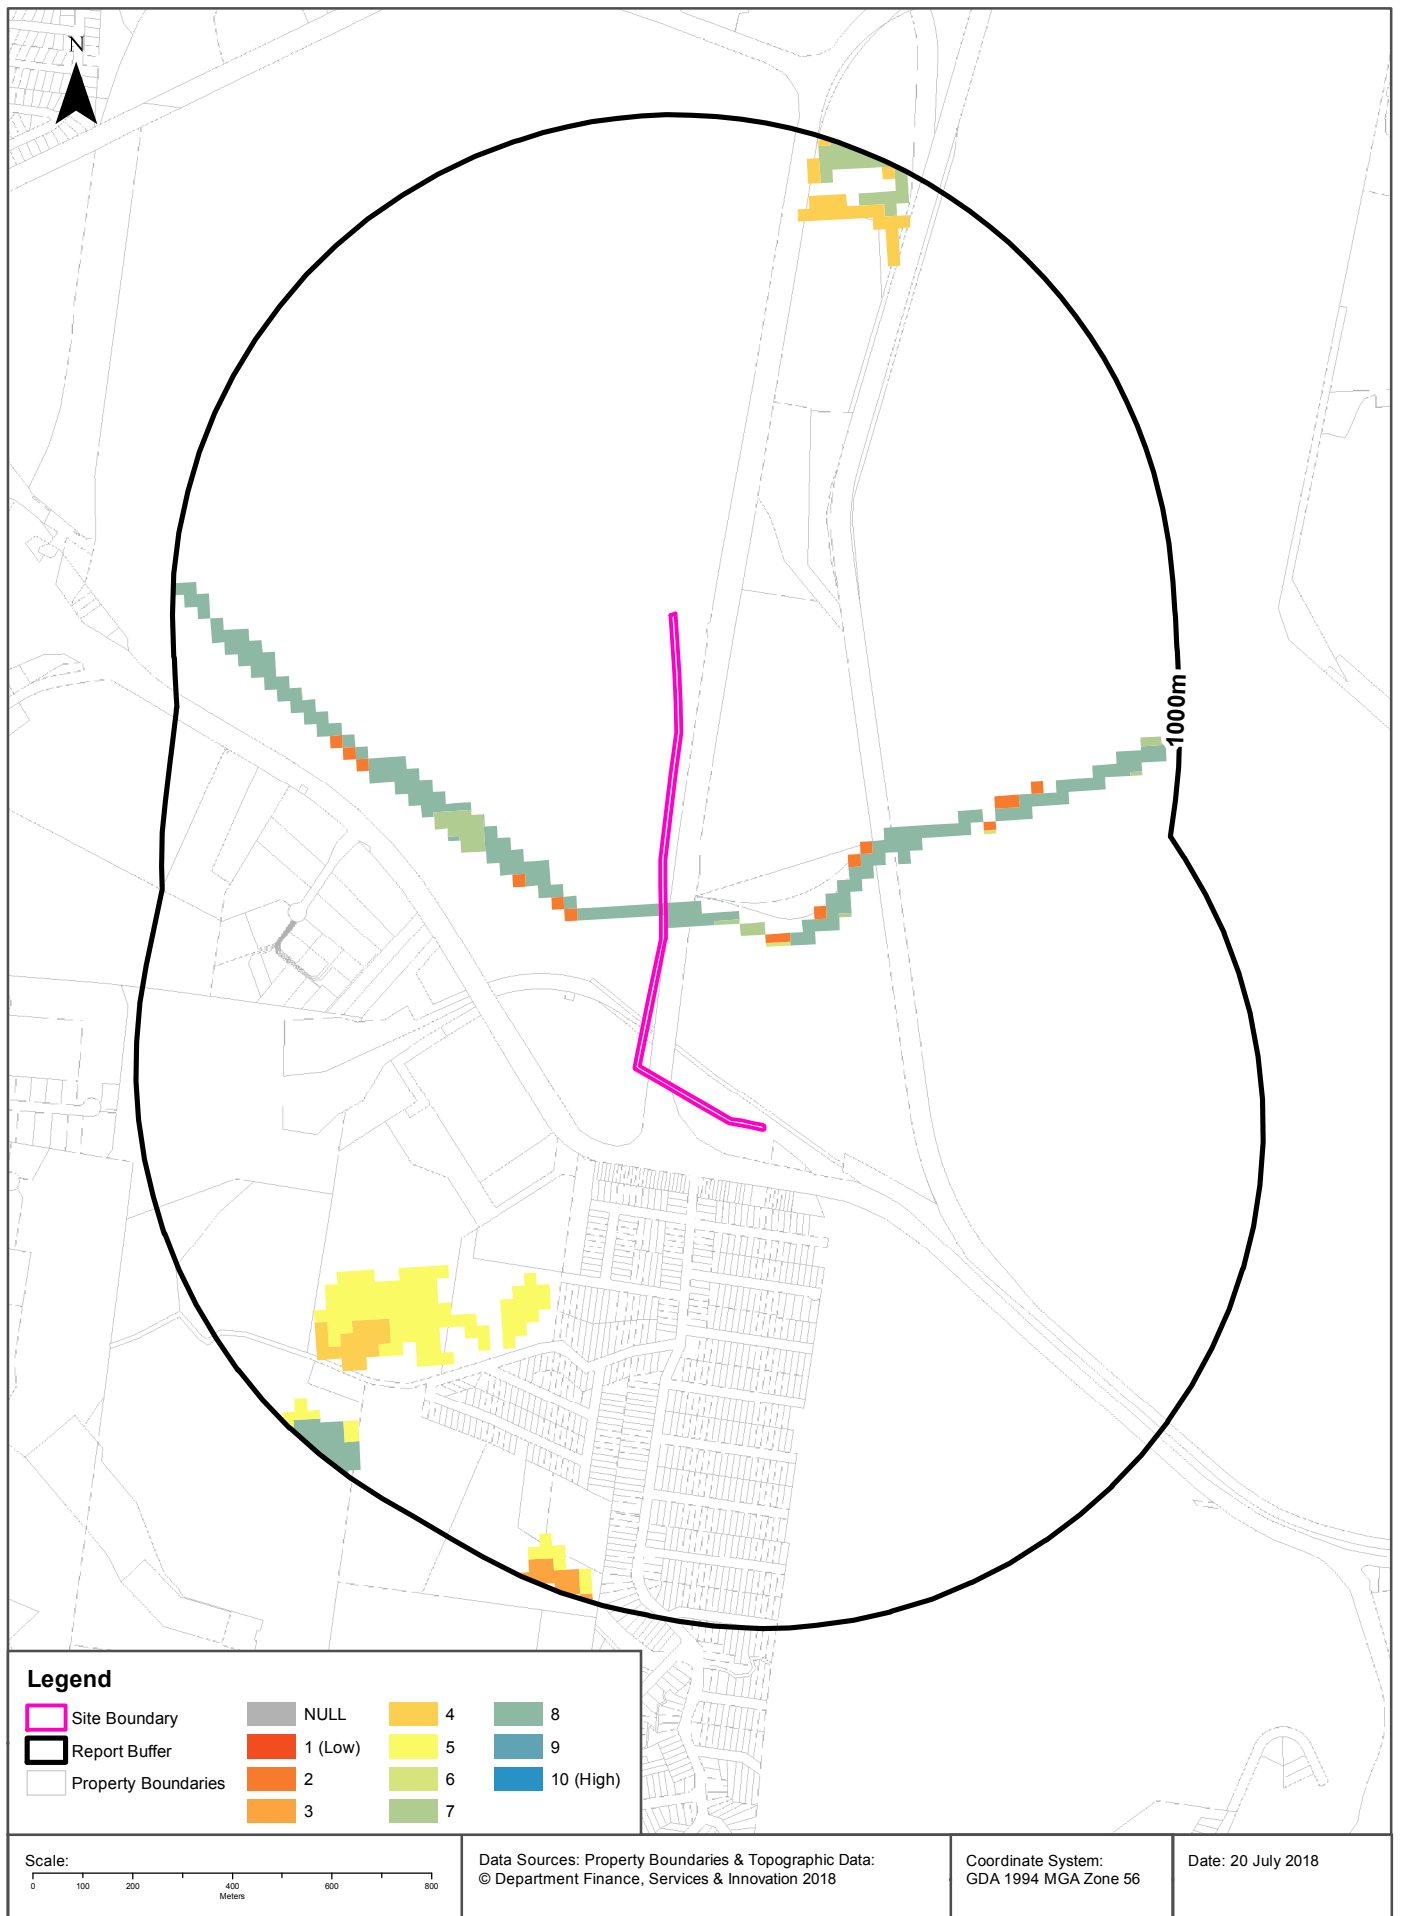 N
1000m
Legend
Site Boundary
Report Buffer
Property Boundaries
NULL
1 (Low)
2
3
4
5
6
7
8
9
10 (High)
Scale:
0 100 200 400 600 800
Meters
Data Sources: Property Boundaries & Topographic Data:
© Department Finance, Services & Innovation 2018
Coordinate System:
GDA 1994 MGA Zone 56
Date: 20 July 2018